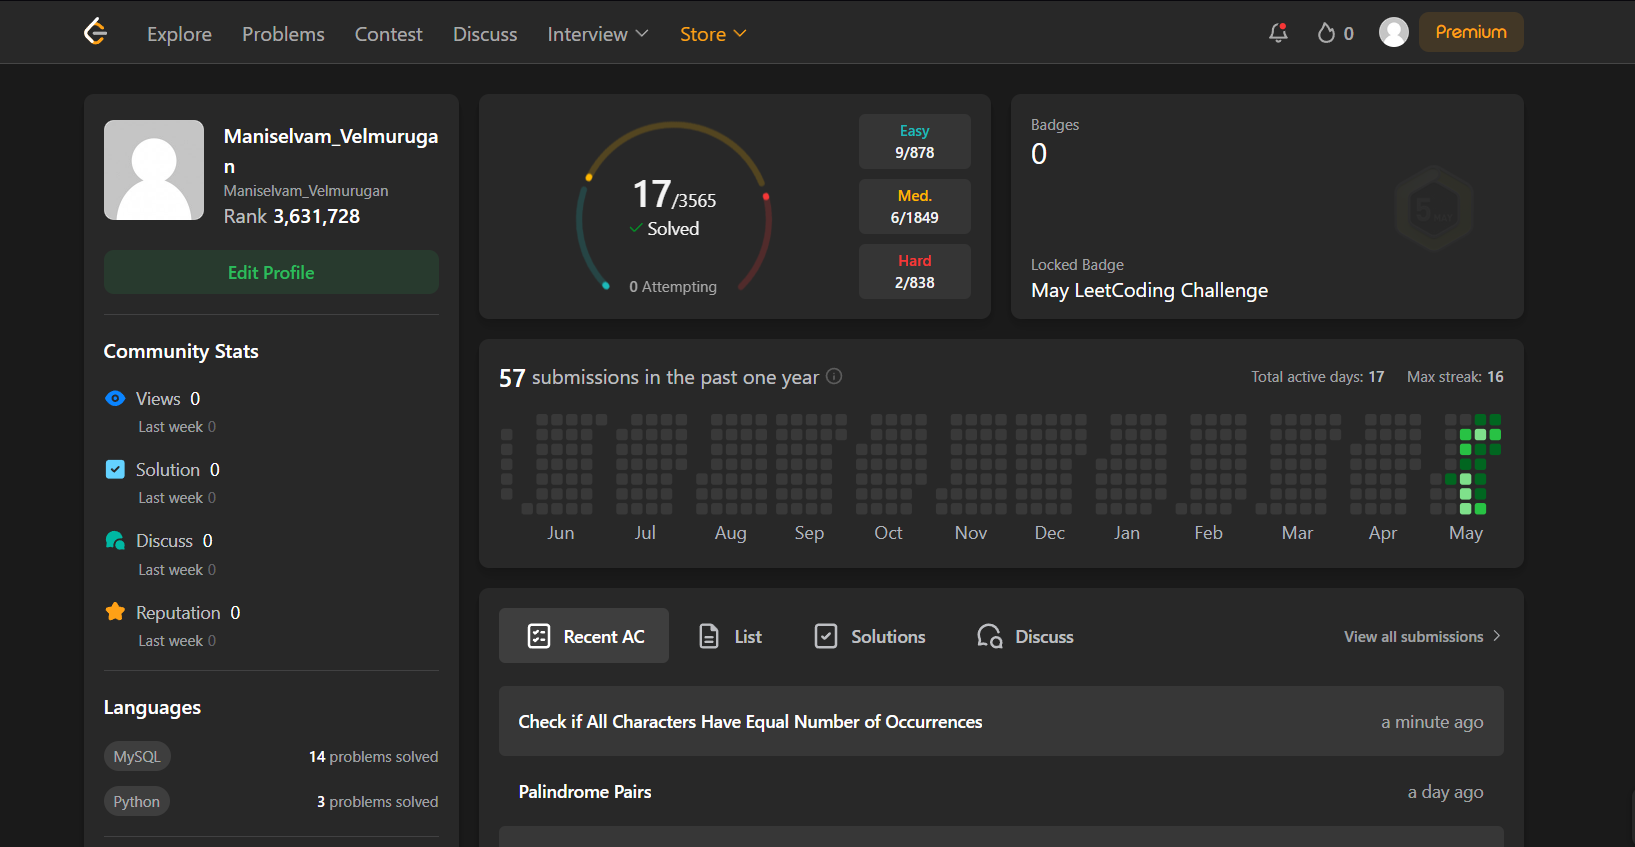 Explore Problems Contest Discuss Interview Store 0 Premium
Maniselvam_Velmuruga
n
Maniselvam_Velmurugan
Rank 3,631,728
Edit Profile
Community Stats
Views 0
Last week 0
Solution 0
Last week 0
Discuss 0
Last week 0
Reputation 0
Last week 0
Languages
MySQL 14 problems solved
Python 3 problems solved
17/3565
Solved
0 Attempting
Easy
9/878
Med.
6/1849
Hard
2/838
Badges
0
5
Locked Badge
May LeetCoding Challenge
57 submissions in the past one year Total active days: 17 Max streak: 16
Jun Jul Aug Sep Oct Nov Dec Jan Feb Mar Apr May
Recent AC List Solutions Discuss View all submissions
Check if All Characters Have Equal Number of Occurrences a minute ago
Palindrome Pairs a day ago